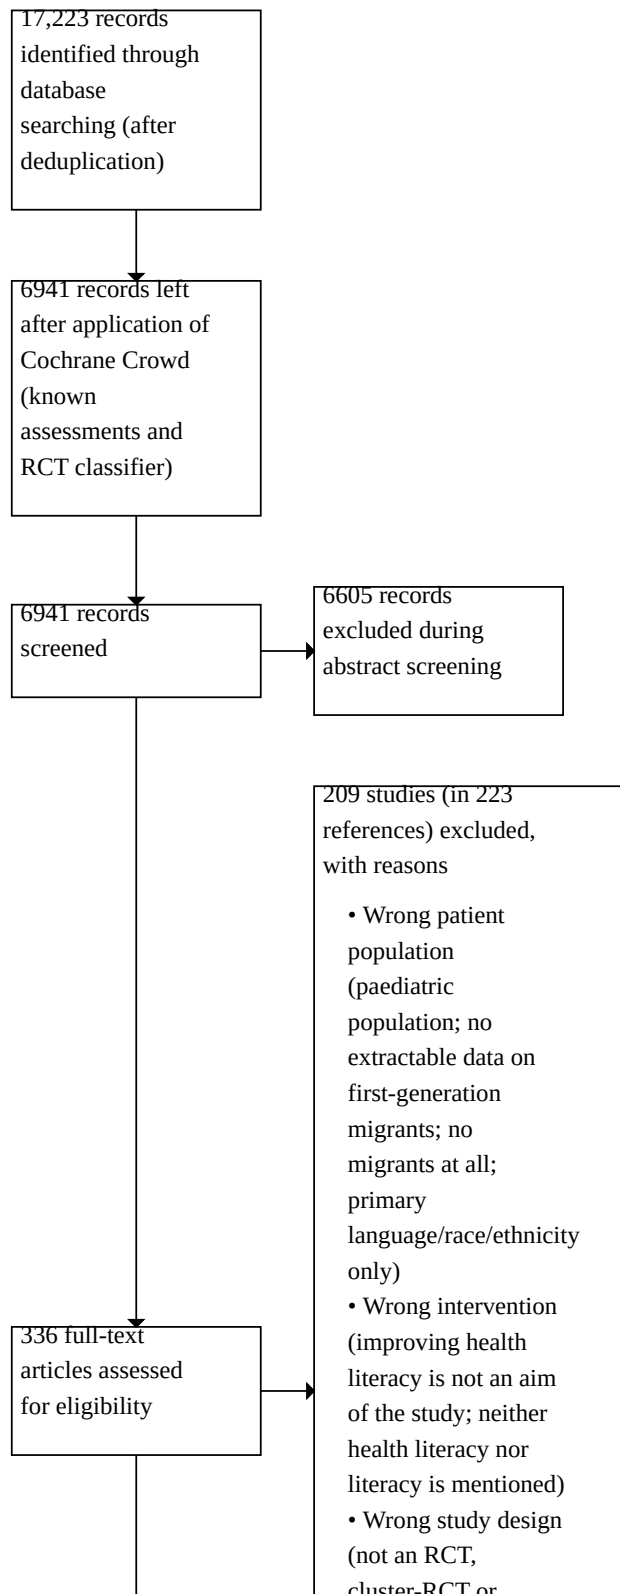 17,223 records
identified through
database
searching (after
deduplication)
6941 records left
after application of
Cochrane Crowd
(known
assessments and
RCT classifier)
6941 records
screened
6605 records
excluded during
abstract screening
209 studies (in 223
references) excluded,
with reasons
• Wrong patient
population
(paediatric
population; no
extractable data on
first-generation
migrants; no
migrants at all;
primary
language/race/ethnicity
only)
336 full-text
articles assessed
for eligibility
• Wrong intervention
(improving health
literacy is not an aim
of the study; neither
health literacy nor
literacy is mentioned)
• Wrong study design
(not an RCT,
cluster-RCT or